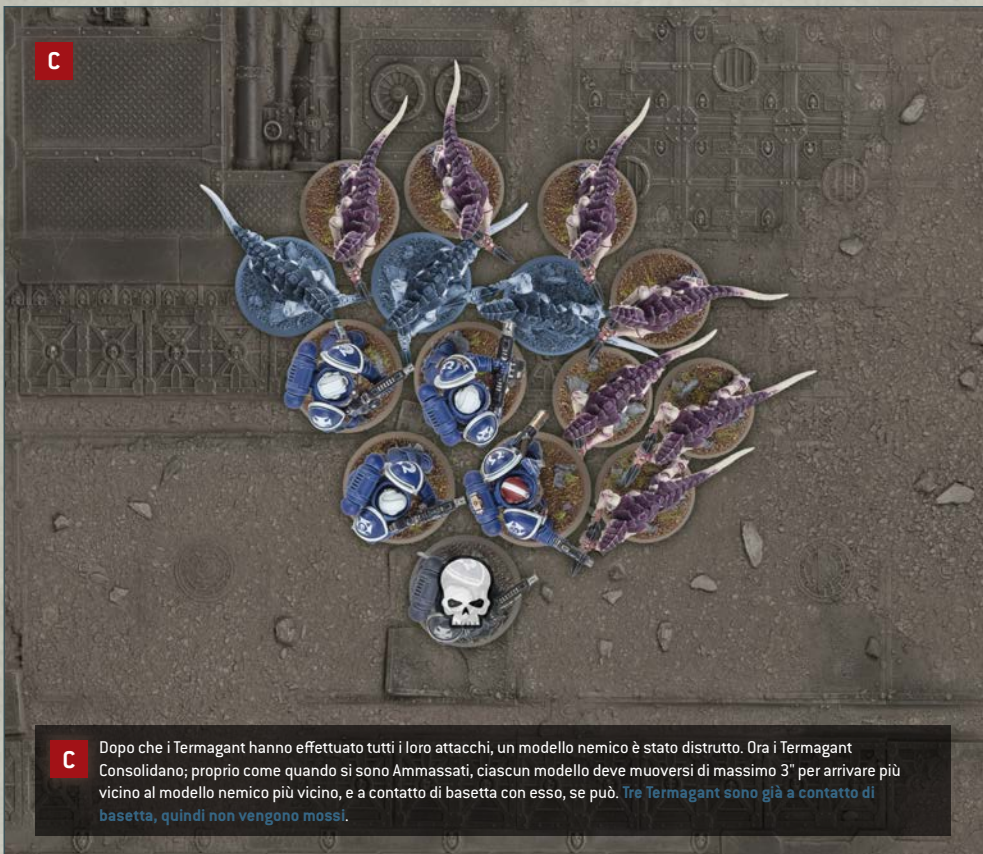 C
C
Dopo che i Termagant hanno effettuato tutti i loro attacchi, un modello nemico è stato distrutto. Ora i Termagant
Consolidano; proprio come quando si sono Ammassati, ciascun modello deve muoversi di massimo 3" per arrivare più
vicino al modello nemico più vicino, e a contatto di basetta con esso, se può. Tre Termagant sono già a contatto di
basetta, quindi non vengono mossi.